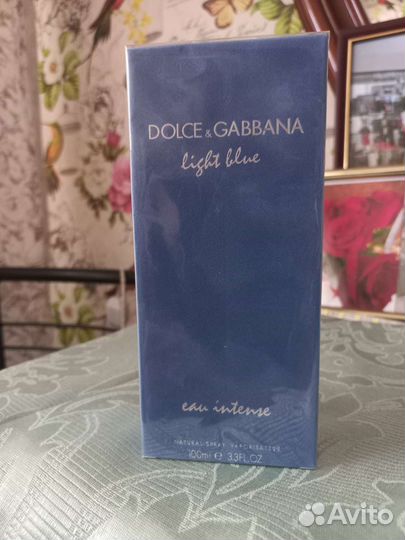 DOLCE & GABBANA
light blue
eau intense
NATURAL SPRAY VAPORISATEUR
100ml ℮ 3.3FL.OZ
Avito